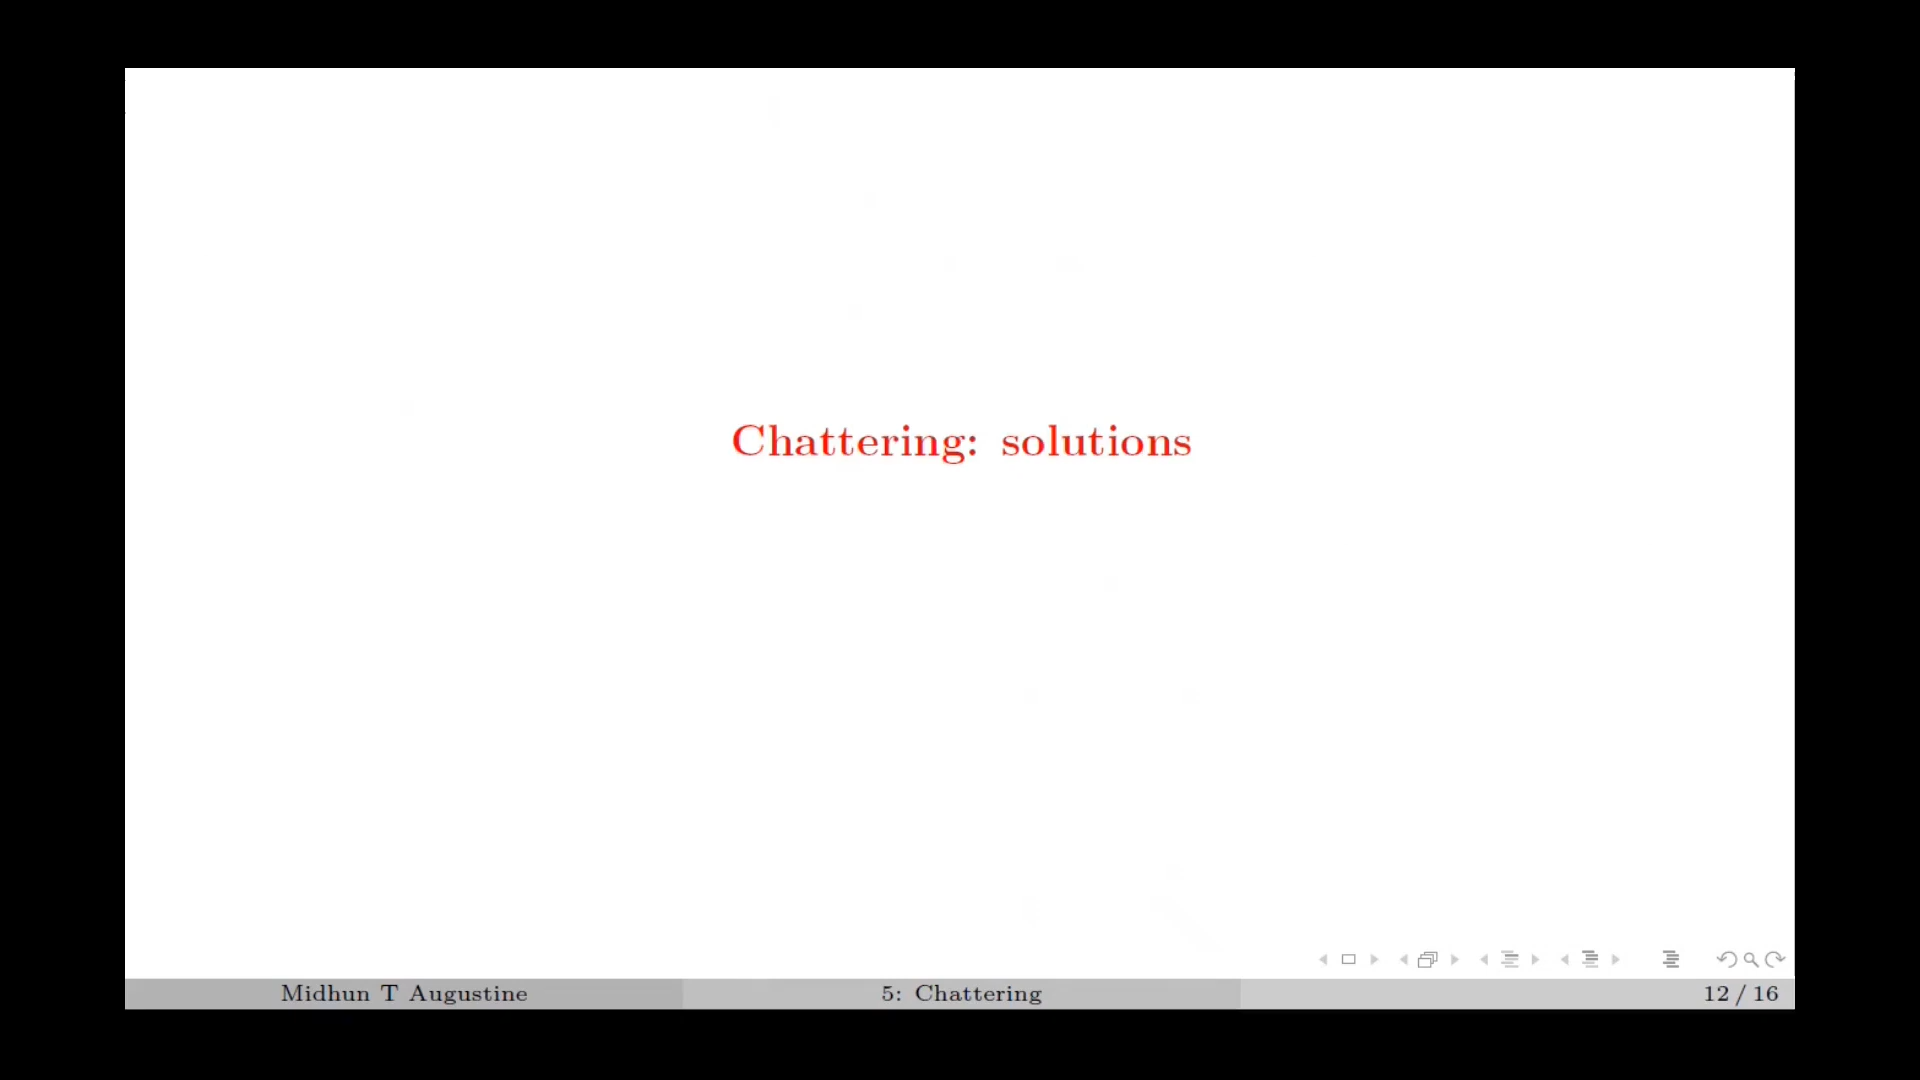 Chattering: solutions
Midhun T Augustine
5: Chattering
12 / 16